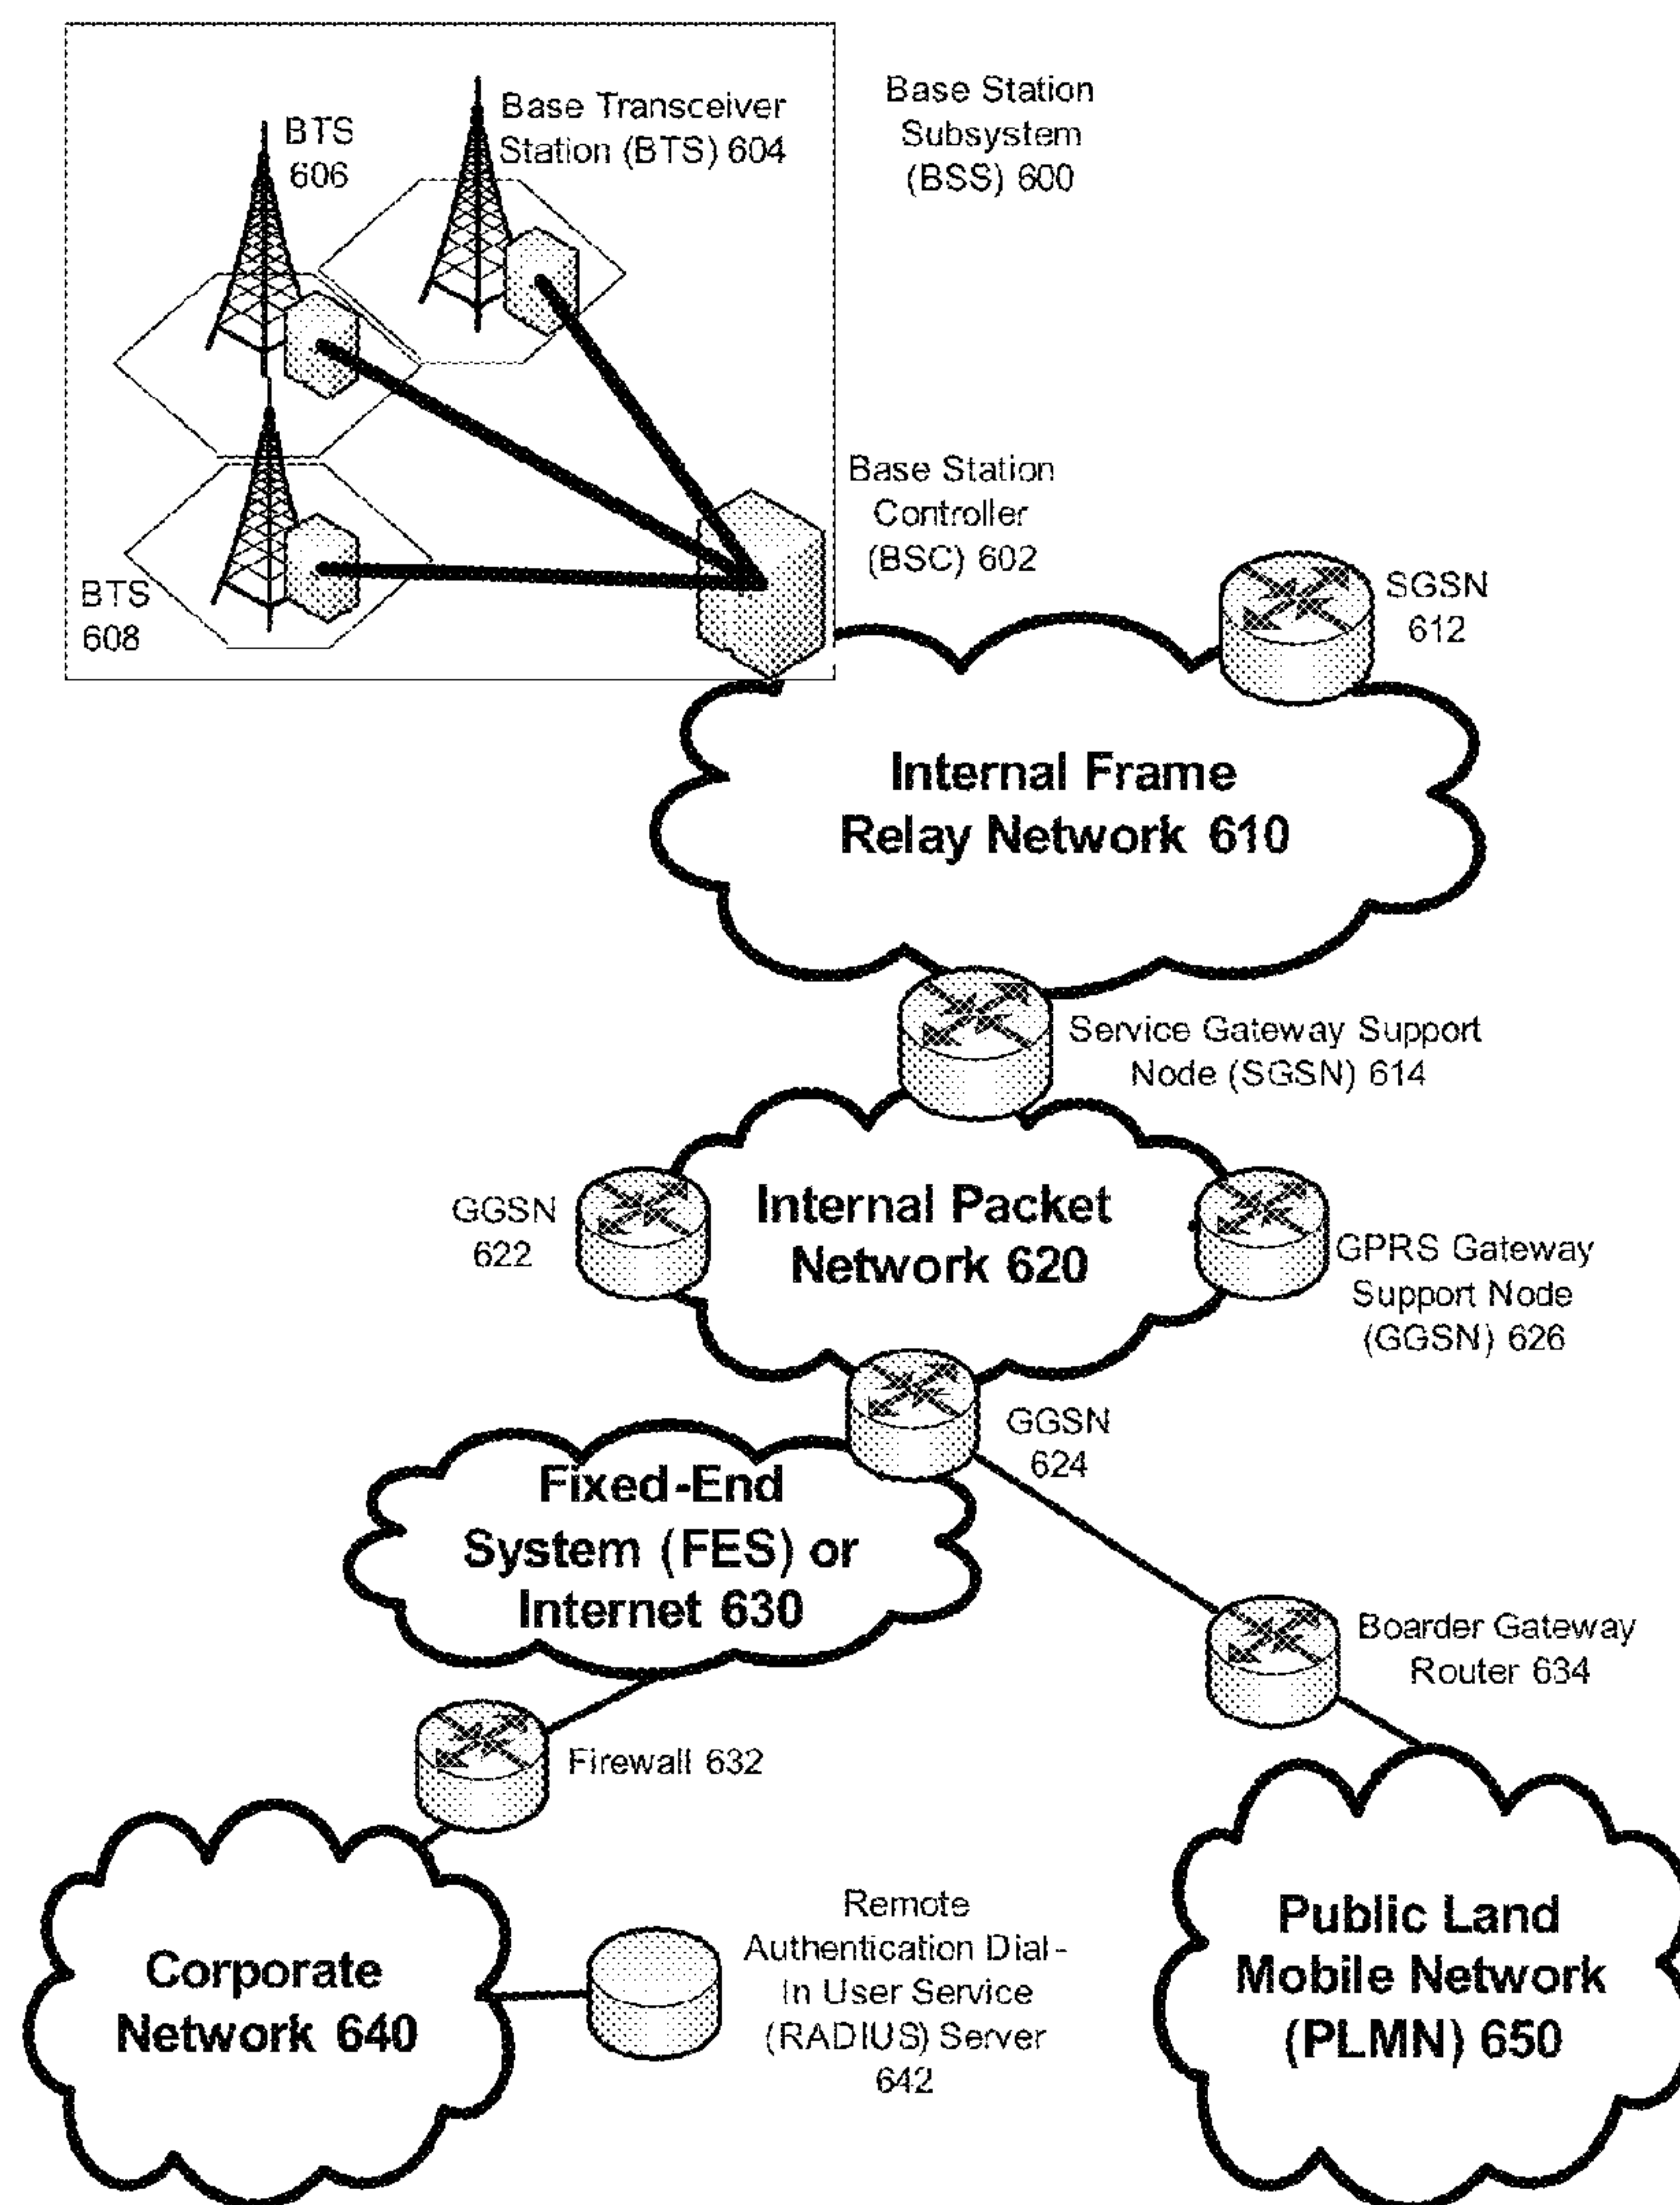 BTS
606
Base Transceiver
Station (BTS) 604
Base Station
Subsystem
(BSS) 600
Base Station
Controller
(BSC) 602
BTS
608
SGSN
612
Internal Frame
Relay Network 610
Service Gateway Support
Node (SGSN) 614
GGSN
622
Internal Packet
Network 620
GPRS Gateway
Support Node
(GGSN) 626
GGSN
624
Fixed-End
System (FES) or
Internet 630
Boarder Gateway
Router 634
Firewall 632
Corporate
Network 640
Remote
Authentication Dial-
In User Service
(RADIUS) Server
642
Public Land
Mobile Network
(PLMN) 650